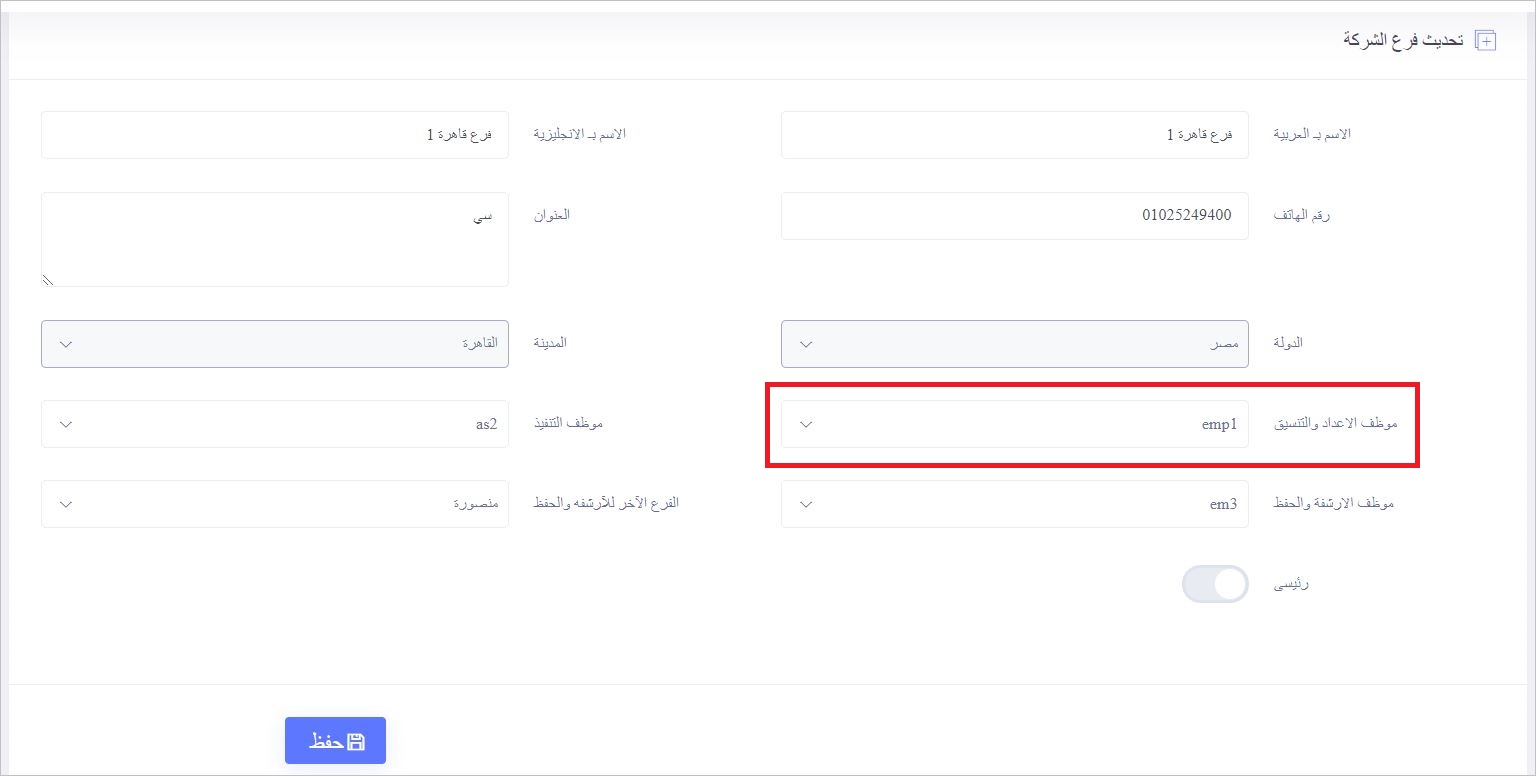 تحديث فرع الشركة
الاسم بـ العربية
فرع قاهرة 1
الاسم بـ الانجليزية
فرع قاهرة 1
رقم الهاتف
01025249400
العنوان
سي
الدولة
مصر
المدينة
القاهرة
موظف الاعداد والتنسيق
emp1
موظف التنفيذ
as2
موظف الارشفة والحفظ
em3
الفرع الآخر للآرشفه والحفظ
منصورة
رئيسى
حفظ